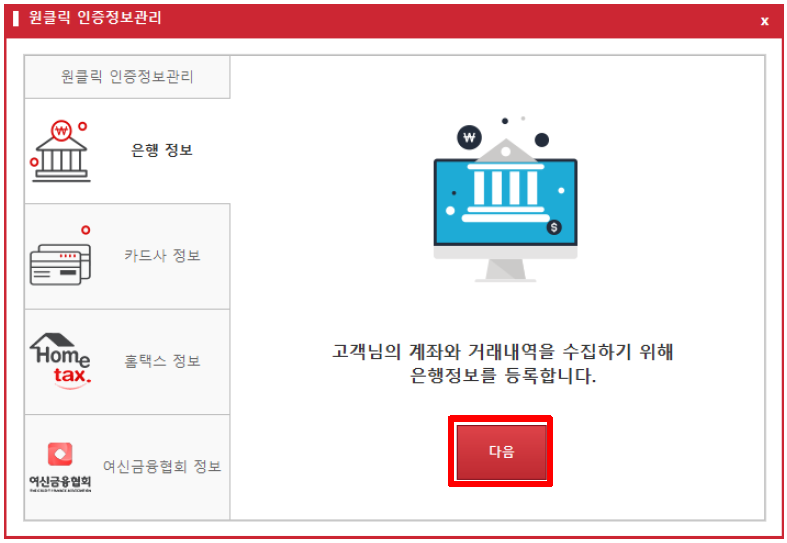 원클릭 인증정보관리
x
원클릭 인증정보관리
₩
은행 정보
카드사 정보
Home
tax.
홈택스 정보
여신금융협회
여신금융협회 정보
₩
$
고객님의 계좌와 거래내역을 수집하기 위해
은행정보를 등록합니다.
다음